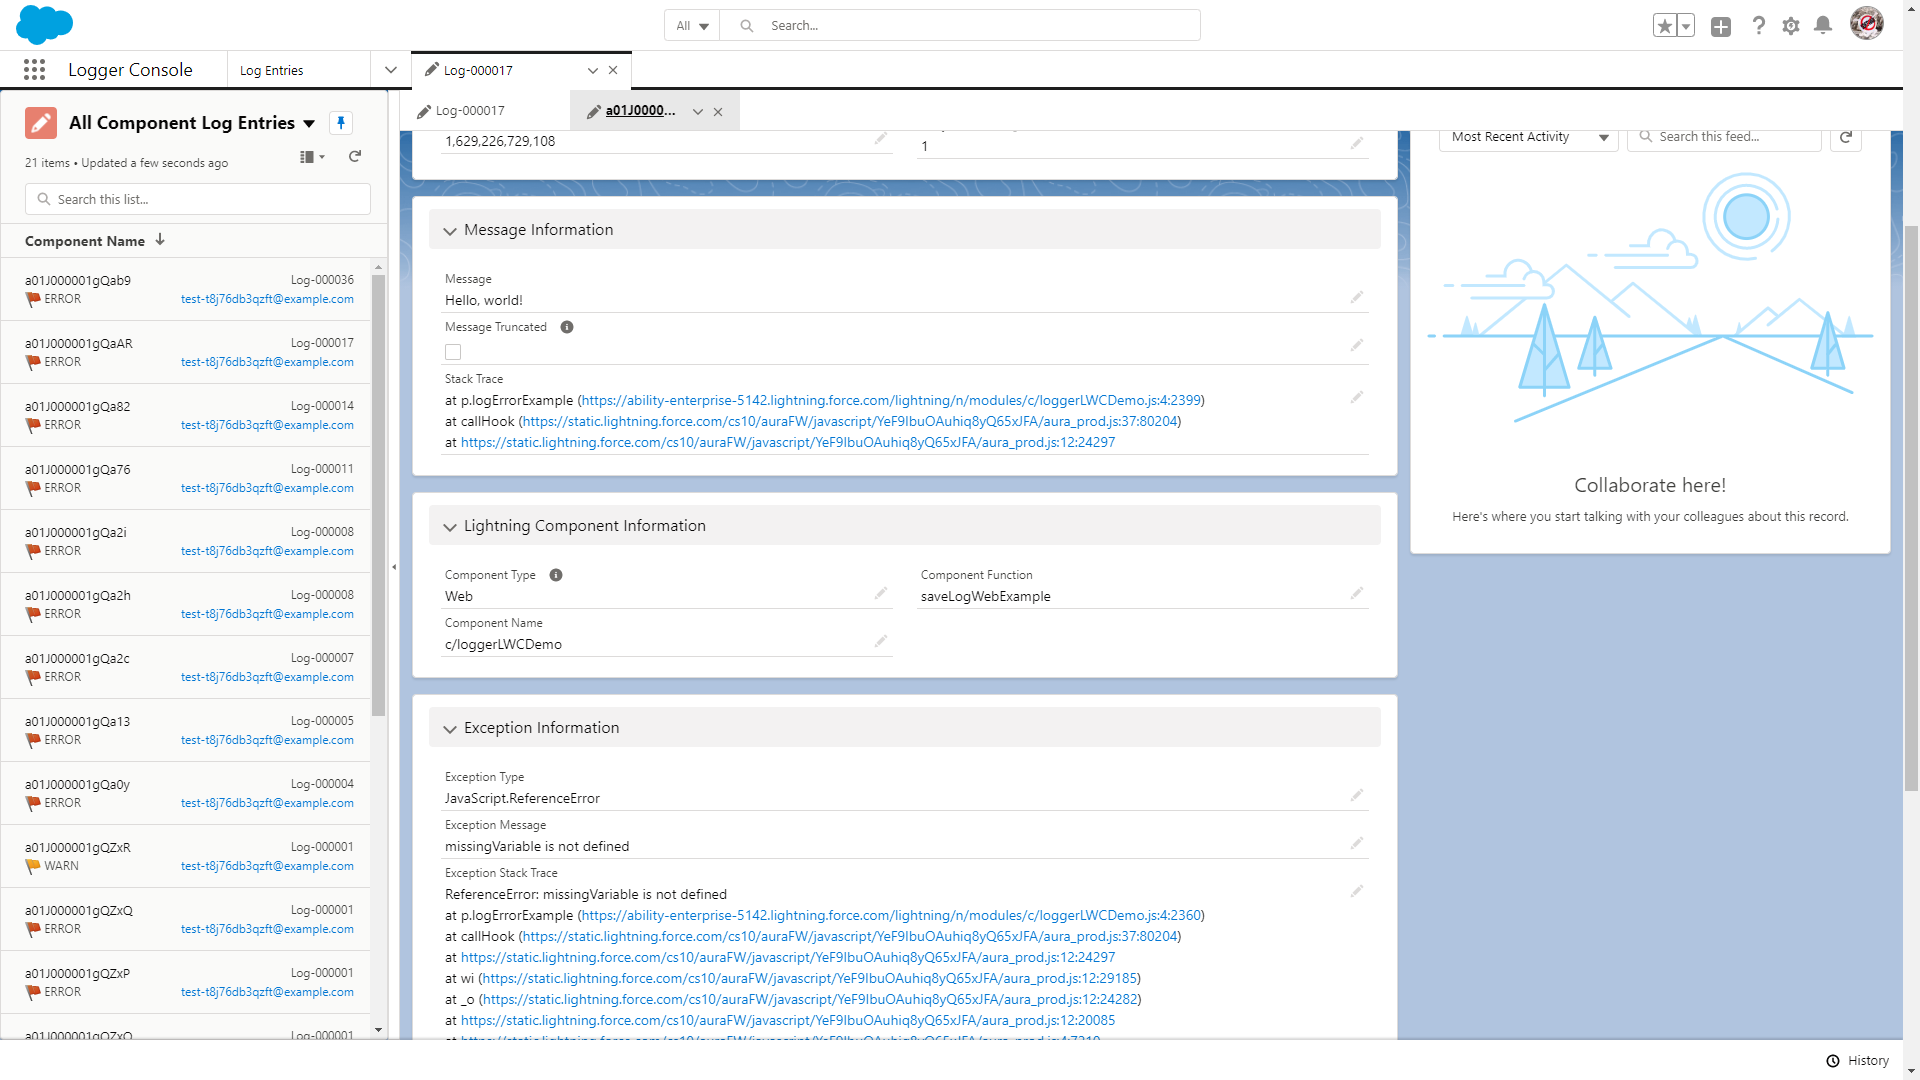 All
Search...
Logger Console
Log Entries
Log-000017
Log-000017
a01J0000...
All Component Log Entries
21 items • Updated a few seconds ago
Search this list...
Component Name
a01J000001gQab9
Log-000036
ERROR
test-t8j76db3qzft@example.com
a01J000001gQaAR
Log-000017
ERROR
test-t8j76db3qzft@example.com
a01J000001gQa82
Log-000014
ERROR
test-t8j76db3qzft@example.com
a01J000001gQa76
Log-000011
ERROR
test-t8j76db3qzft@example.com
a01J000001gQa2i
Log-000008
ERROR
test-t8j76db3qzft@example.com
a01J000001gQa2h
Log-000008
ERROR
test-t8j76db3qzft@example.com
a01J000001gQa2c
Log-000007
ERROR
test-t8j76db3qzft@example.com
a01J000001gQa13
Log-000005
ERROR
test-t8j76db3qzft@example.com
a01J000001gQa0y
Log-000004
ERROR
test-t8j76db3qzft@example.com
a01J000001gQZxR
Log-000001
WARN
test-t8j76db3qzft@example.com
a01J000001gQZxQ
Log-000001
ERROR
test-t8j76db3qzft@example.com
a01J000001gQZxP
Log-000001
ERROR
test-t8j76db3qzft@example.com
Log-000001
1,629,226,729,108
1
Message Information
Message
Hello, world!
Message Truncated
Stack Trace
at p.logErrorExample (https://ability-enterprise-5142.lightning.force.com/lightning/n/modules/c/loggerLWCDemo.js:4:2399)
at callHook (https://static.lightning.force.com/cs10/auraFW/javascript/YeF9IbuOAuhiq8yQ65xJFA/aura_prod.js:37:80204)
at https://static.lightning.force.com/cs10/auraFW/javascript/YeF9IbuOAuhiq8yQ65xJFA/aura_prod.js:12:24297
Lightning Component Information
Component Type
Web
Component Function
saveLogWebExample
Component Name
c/loggerLWCDemo
Exception Information
Exception Type
JavaScript.ReferenceError
Exception Message
missingVariable is not defined
Exception Stack Trace
ReferenceError: missingVariable is not defined
at p.logErrorExample (https://ability-enterprise-5142.lightning.force.com/lightning/n/modules/c/loggerLWCDemo.js:4:2360)
at callHook (https://static.lightning.force.com/cs10/auraFW/javascript/YeF9IbuOAuhiq8yQ65xJFA/aura_prod.js:37:80204)
at https://static.lightning.force.com/cs10/auraFW/javascript/YeF9IbuOAuhiq8yQ65xJFA/aura_prod.js:12:24297
at wi (https://static.lightning.force.com/cs10/auraFW/javascript/YeF9IbuOAuhiq8yQ65xJFA/aura_prod.js:12:29185)
at _o (https://static.lightning.force.com/cs10/auraFW/javascript/YeF9IbuOAuhiq8yQ65xJFA/aura_prod.js:12:24282)
at https://static.lightning.force.com/cs10/auraFW/javascript/YeF9IbuOAuhiq8yQ65xJFA/aura_prod.js:12:20085
Most Recent Activity
Search this feed...
Collaborate here!
Here's where you start talking with your colleagues about this record.
History